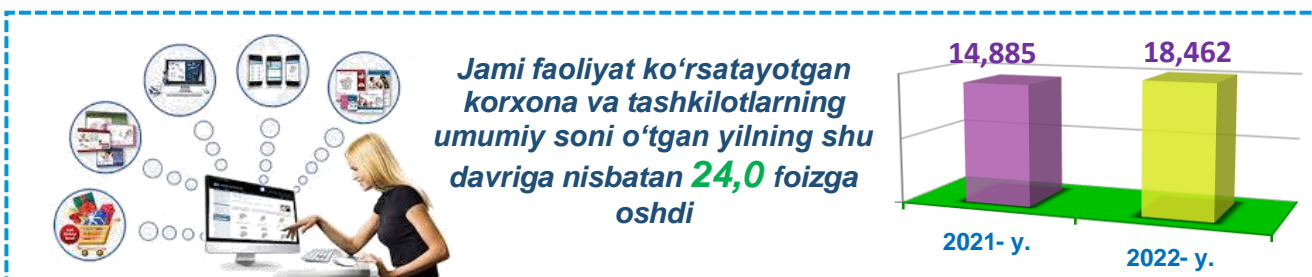 Jami faoliyat ko‘rsatayotgan
korxona va tashkilotlarning
umumiy soni o‘tgan yilning shu
davriga nisbatan 24,0 foizga
oshdi
14,885
18,462
2021- y.
2022- y.